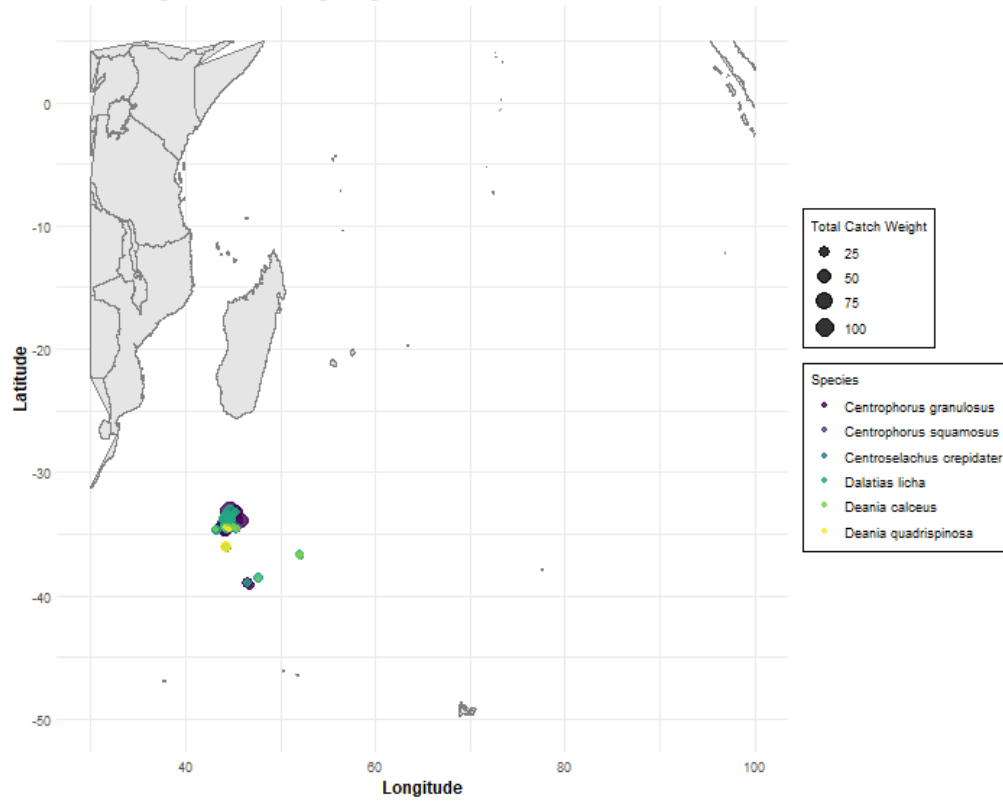 0
-10
-20
-30
-40
-50
Latitude
40
60
80
100
Longitude
Total Catch Weight
25
50
75
100
Species
Centrophorus granulosus
Centrophorus squamosus
Centroselachus crepidater
Dalatias licha
Deania calceus
Deania quadrispinosa